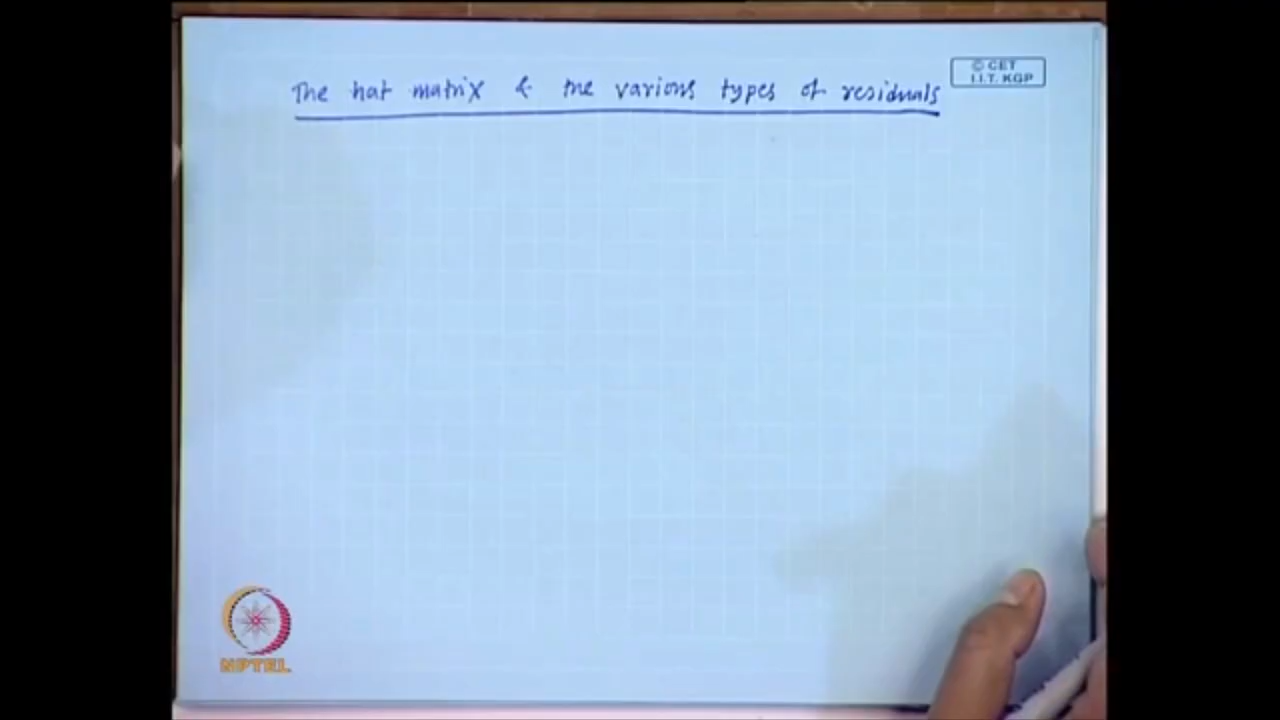 The hat matrix & the various types of residuals
© CET
I.I.T. KGP
NPTEL